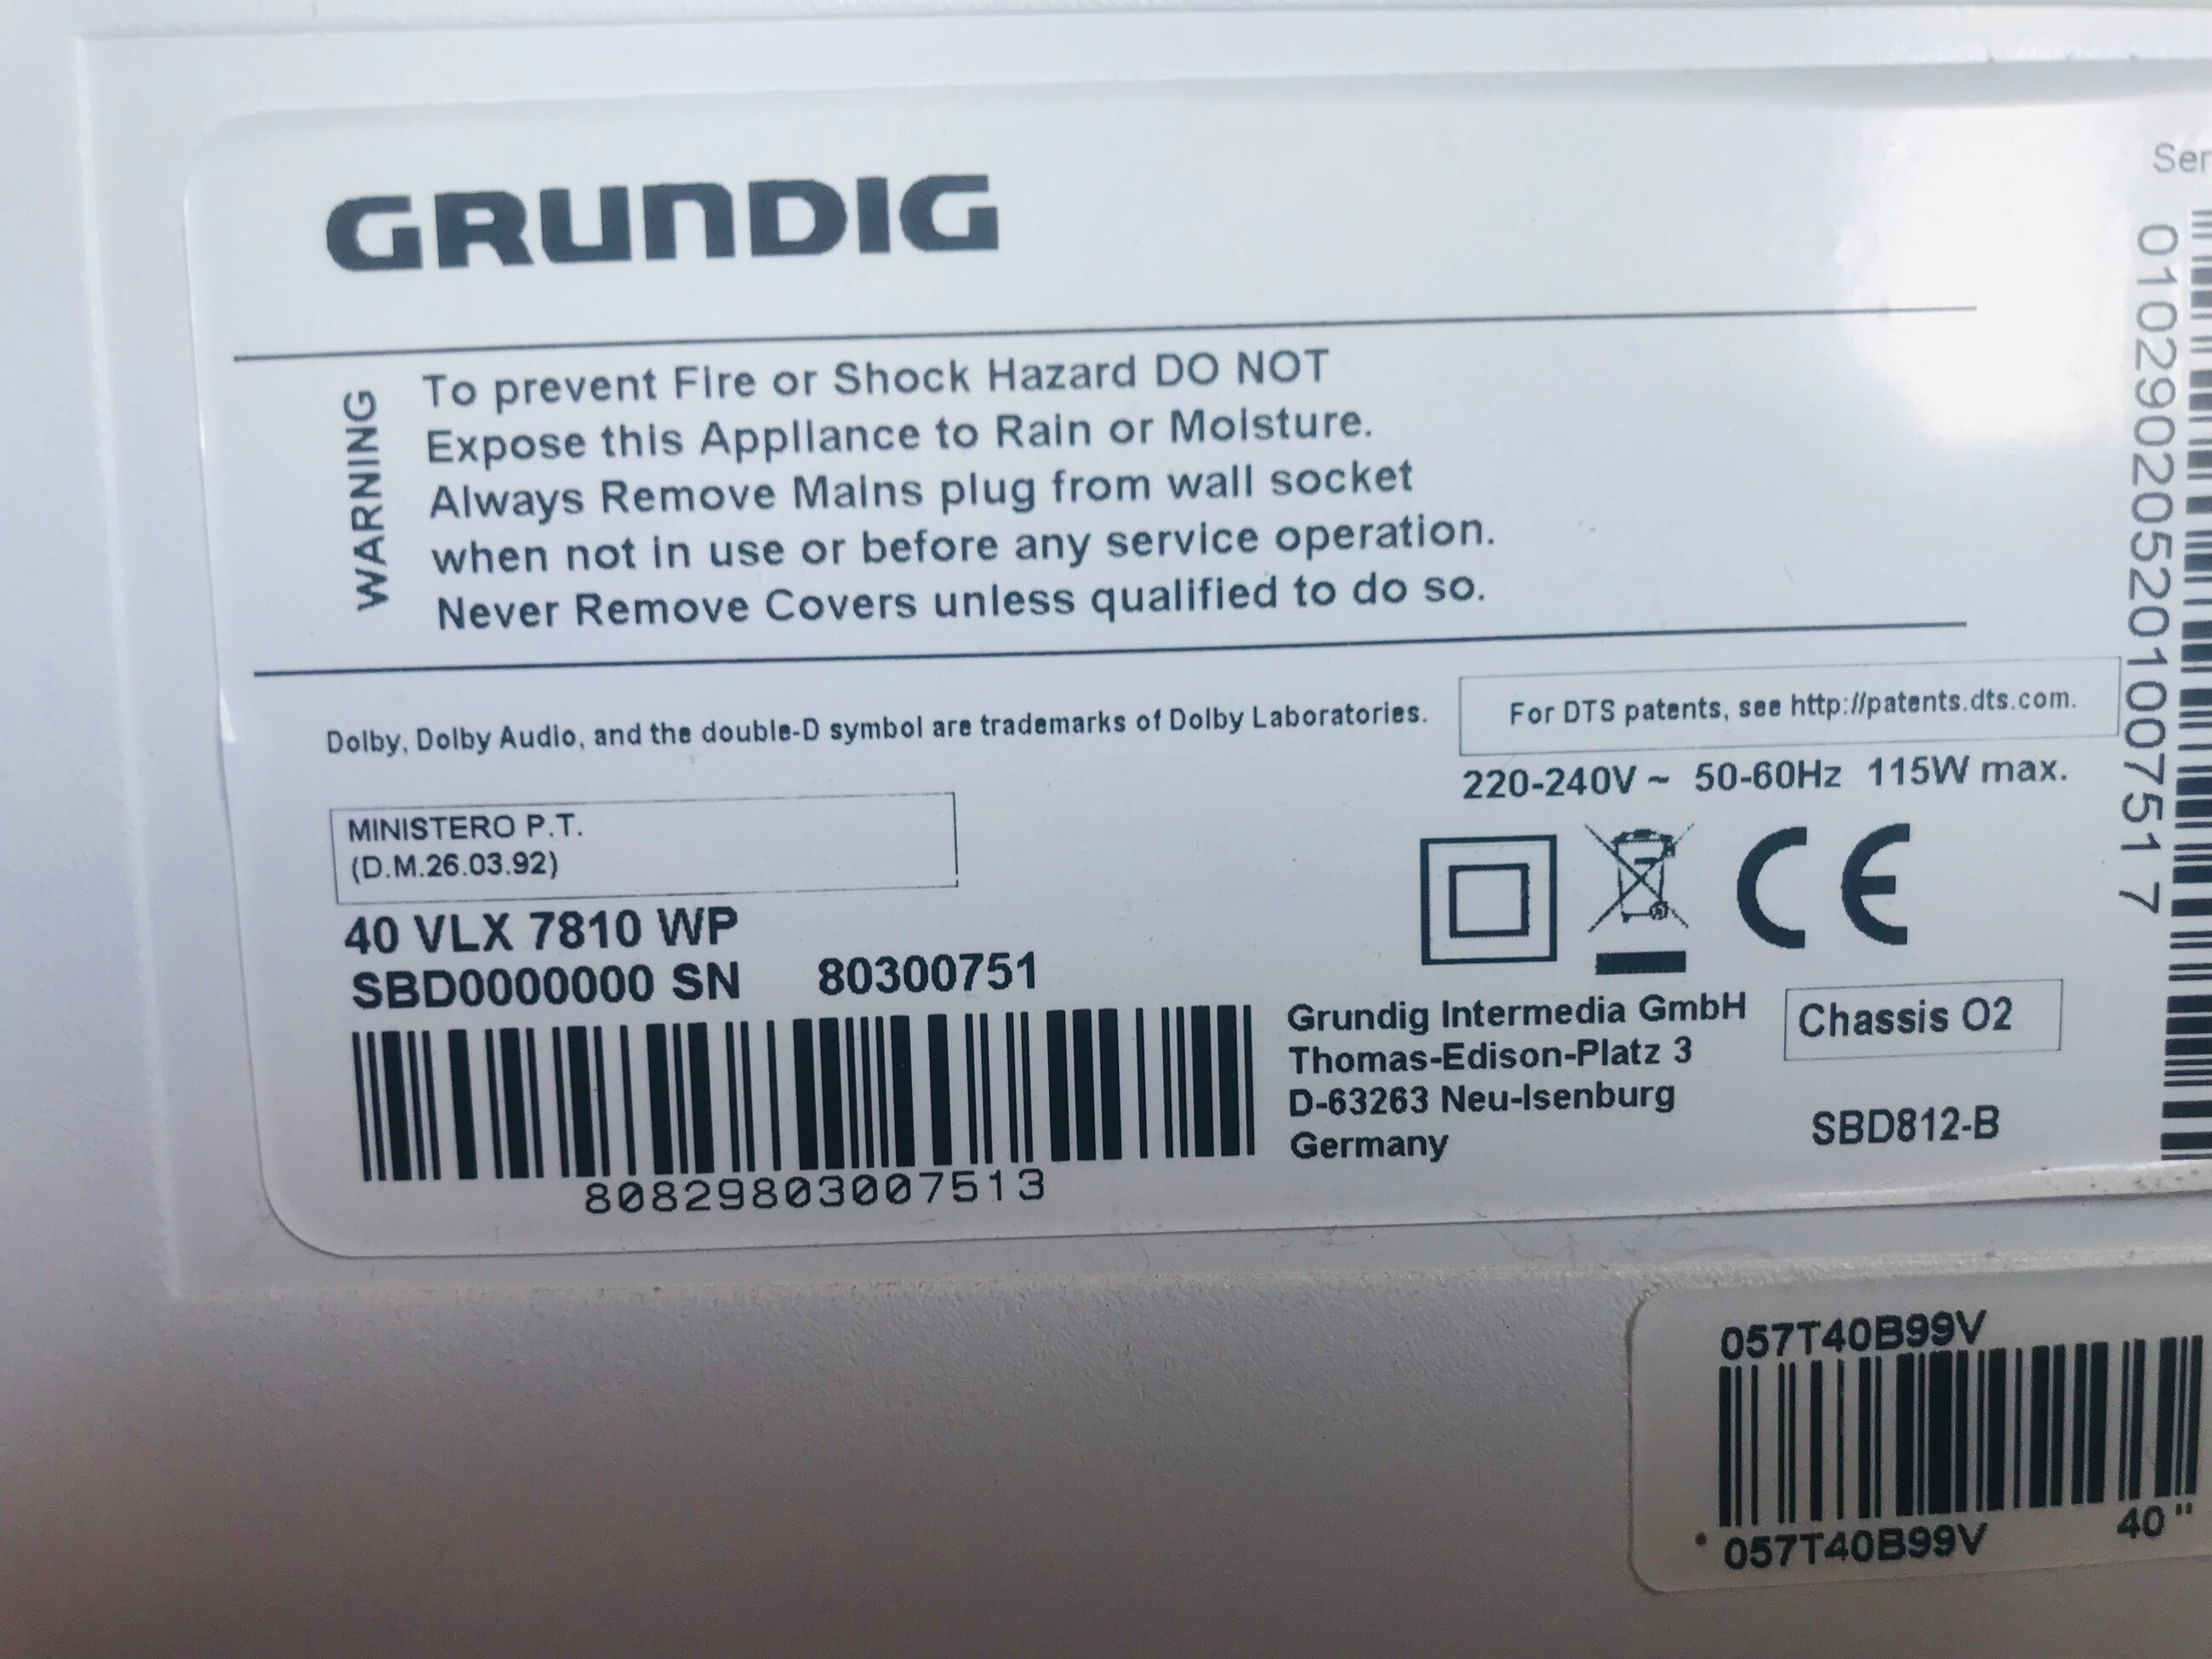 GRUNDIG
WARNING
To prevent Fire or Shock Hazard DO NOT
Expose this Appliance to Rain or Moisture.
Always Remove Mains plug from wall socket
when not in use or before any service operation.
Never Remove Covers unless qualified to do so.
Dolby, Dolby Audio, and the double-D symbol are trademarks of Dolby Laboratories.
For DTS patents, see http://patents.dts.com.
220-240V ~ 50-60Hz 115W max.
MINISTERO P.T.
(D.M.26.03.92)
40 VLX 7810 WP
SBD0000000 SN 80300751
80829803007513
CE
Grundig Intermedia GmbH
Thomas-Edison-Platz 3
D-63263 Neu-Isenburg
Germany
Chassis O2
SBD812-B
Ser
01029020520100751 7
057T40B99V
057T40B99V 40"